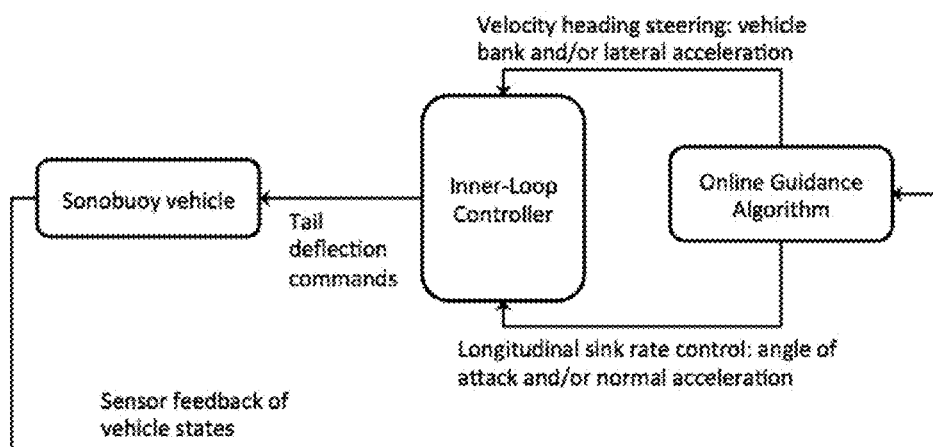 Velocity heading steering: vehicle
bank and/or lateral acceleration
Inner-Loop
Controller
Online Guidance
Algorithm
Sonobuoy vehicle
Tail
deflection
commands
Longitudinal sink rate control: angle of
attack and/or normal acceleration
Sensor feedback of
vehicle states